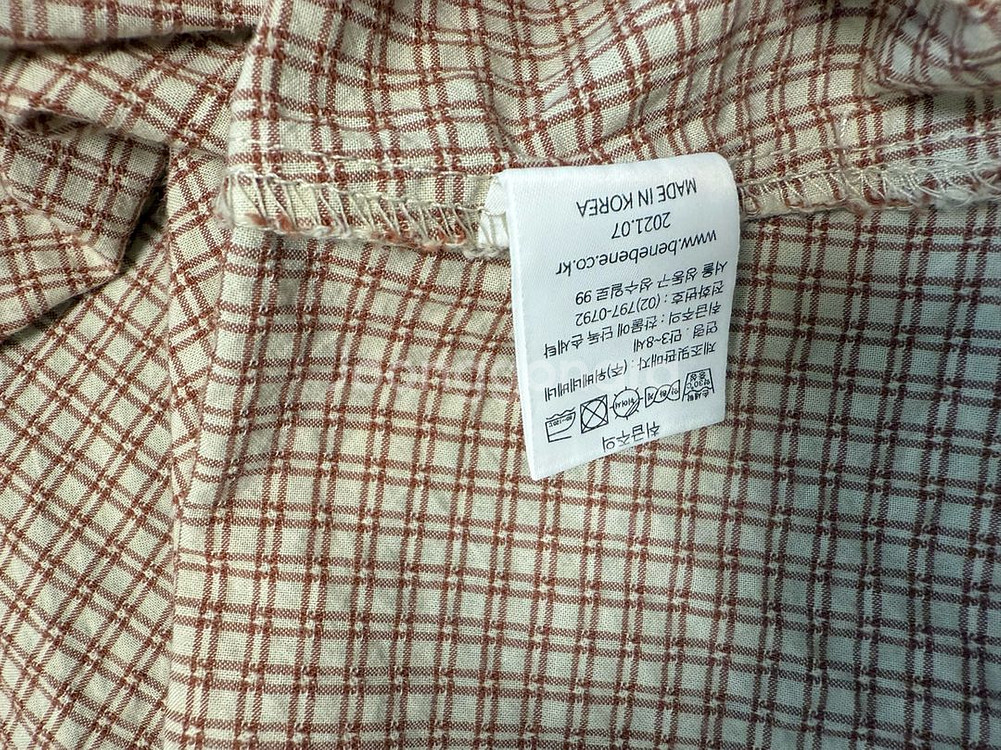 취급주의
제조및판매자 : (주)우베베베네
연령 : 만3~8세
취급주의 : 찬물에 단독 손세탁
전화번호 : (02)797-0792
서울 성동구 성수일로 99
www.benebene.co.kr
2021.07
MADE IN KOREA